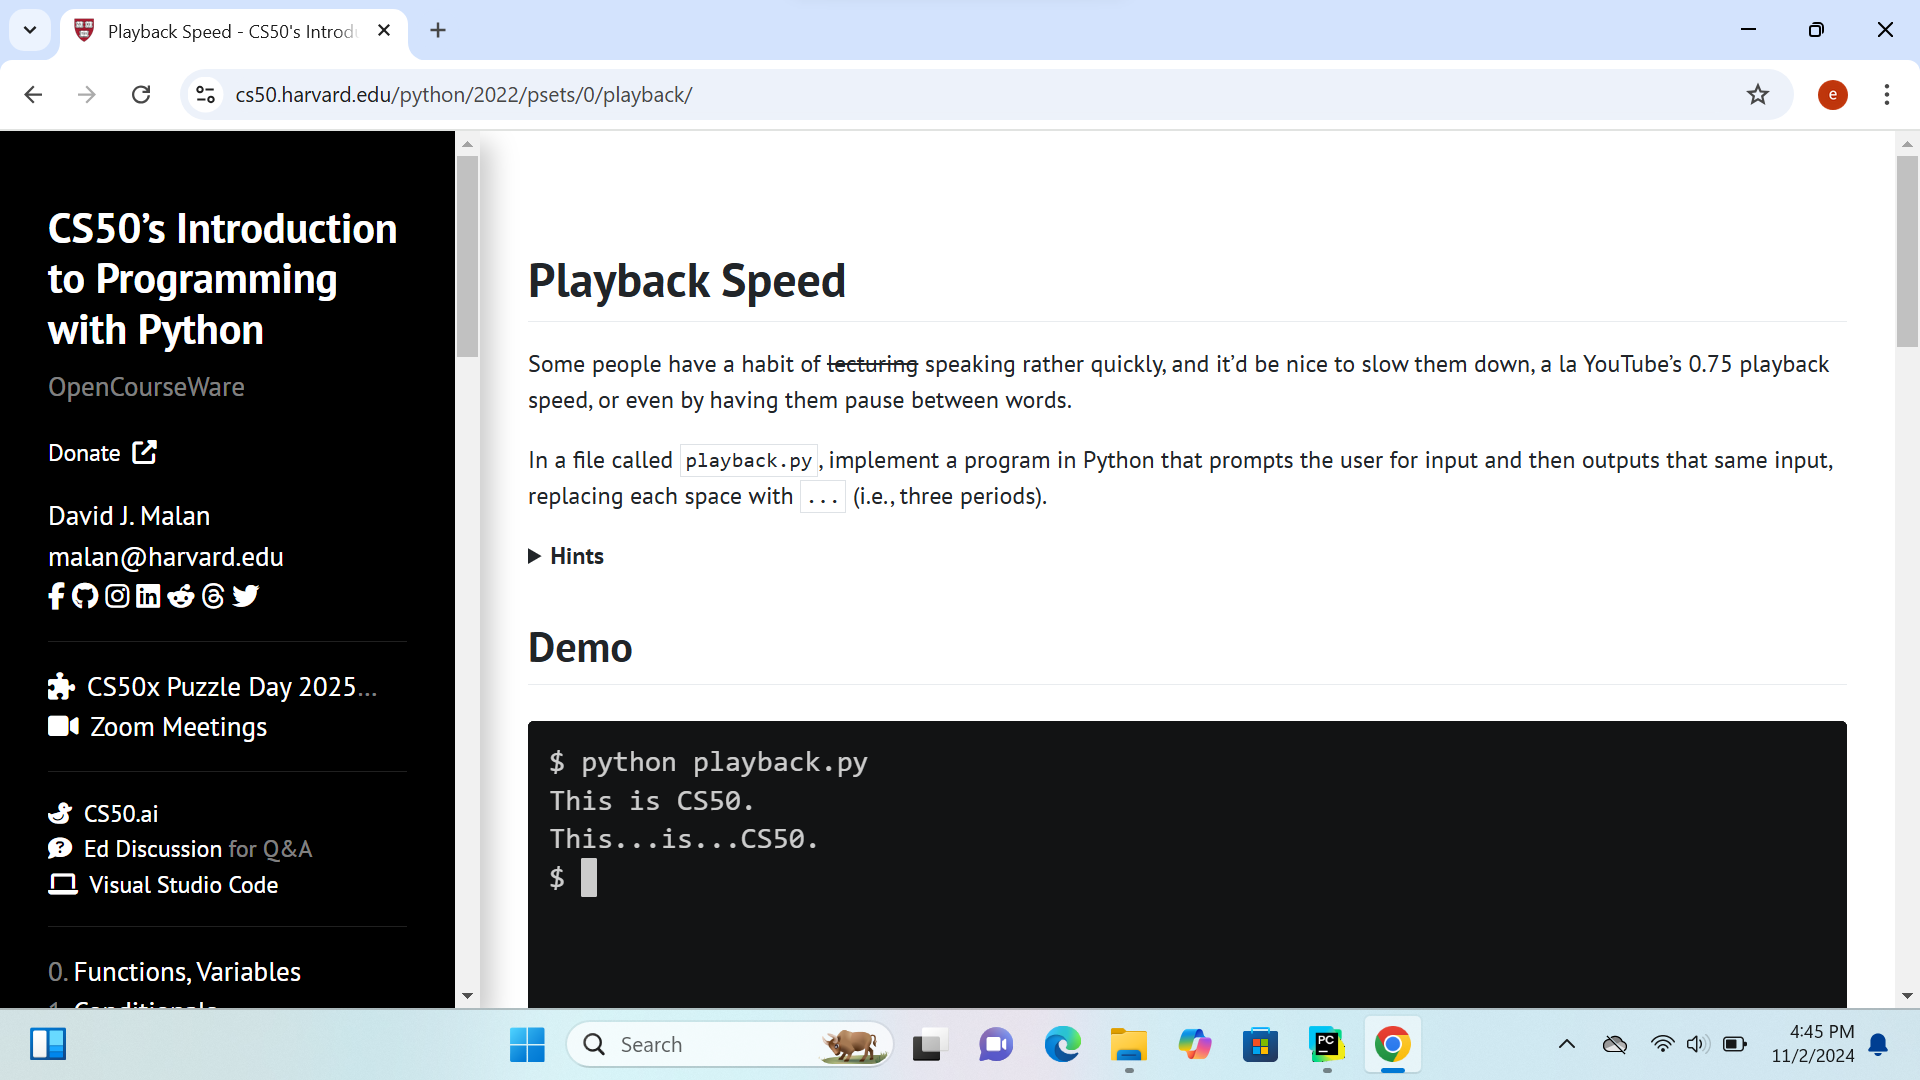 Playback Speed - CS50's Introd
cs50.harvard.edu/python/2022/psets/0/playback/
e
CS50’s Introduction
to Programming
with Python
OpenCourseWare
Donate
David J. Malan
malan@harvard.edu
CS50x Puzzle Day 2025...
Zoom Meetings
CS50.ai
Ed Discussion for Q&A
Visual Studio Code
0. Functions, Variables
1. Conditionals
Playback Speed
Some people have a habit of lecturing speaking rather quickly, and it’d be nice to slow them down, a la YouTube’s 0.75 playback
speed, or even by having them pause between words.
In a file called playback.py, implement a program in Python that prompts the user for input and then outputs that same input,
replacing each space with ... (i.e., three periods).
Hints
Demo
$ python playback.py
This is CS50.
This...is...CS50.
$
Search
PC
4:45 PM
11/2/2024